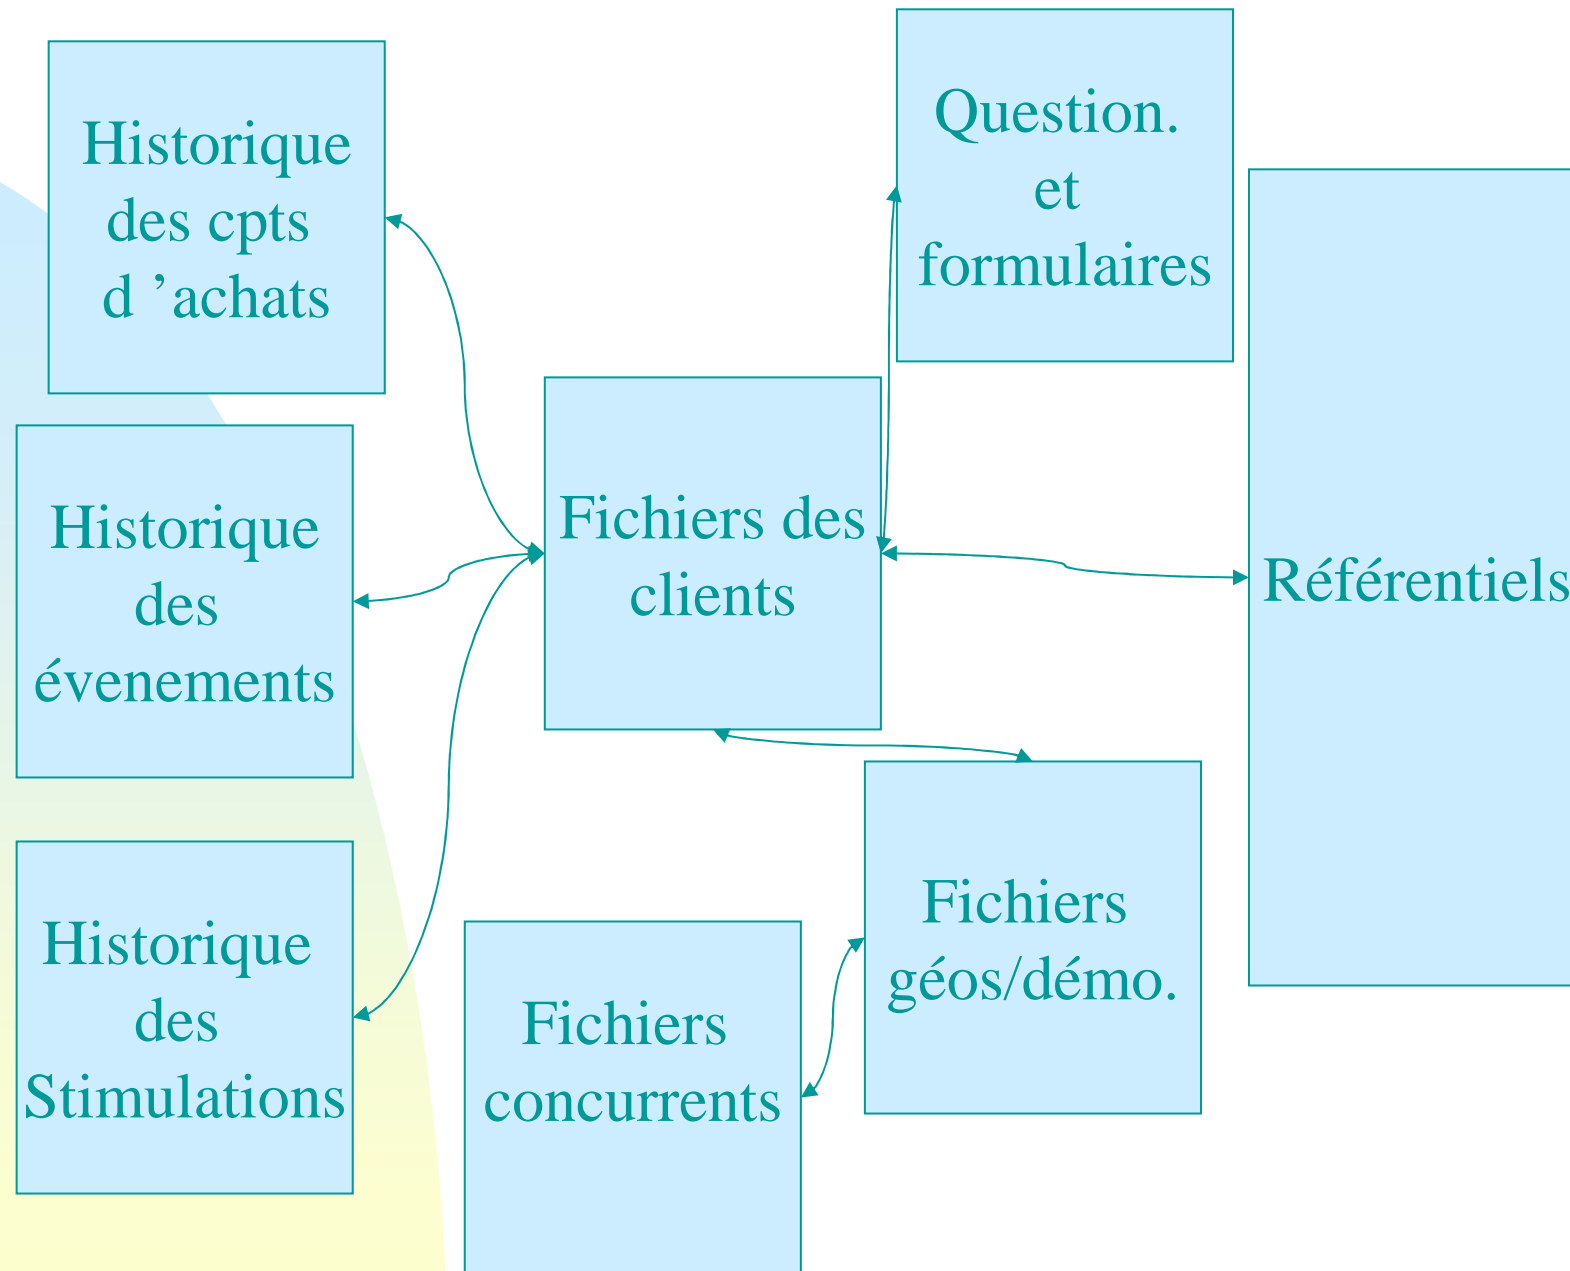 Historique
des cpts
d ’achats
Question.
et
formulaires
Historique
des
évenements
Fichiers des
clients
Référentiels
Historique
des
Stimulations
Fichiers
concurrents
Fichiers
géos/démo.